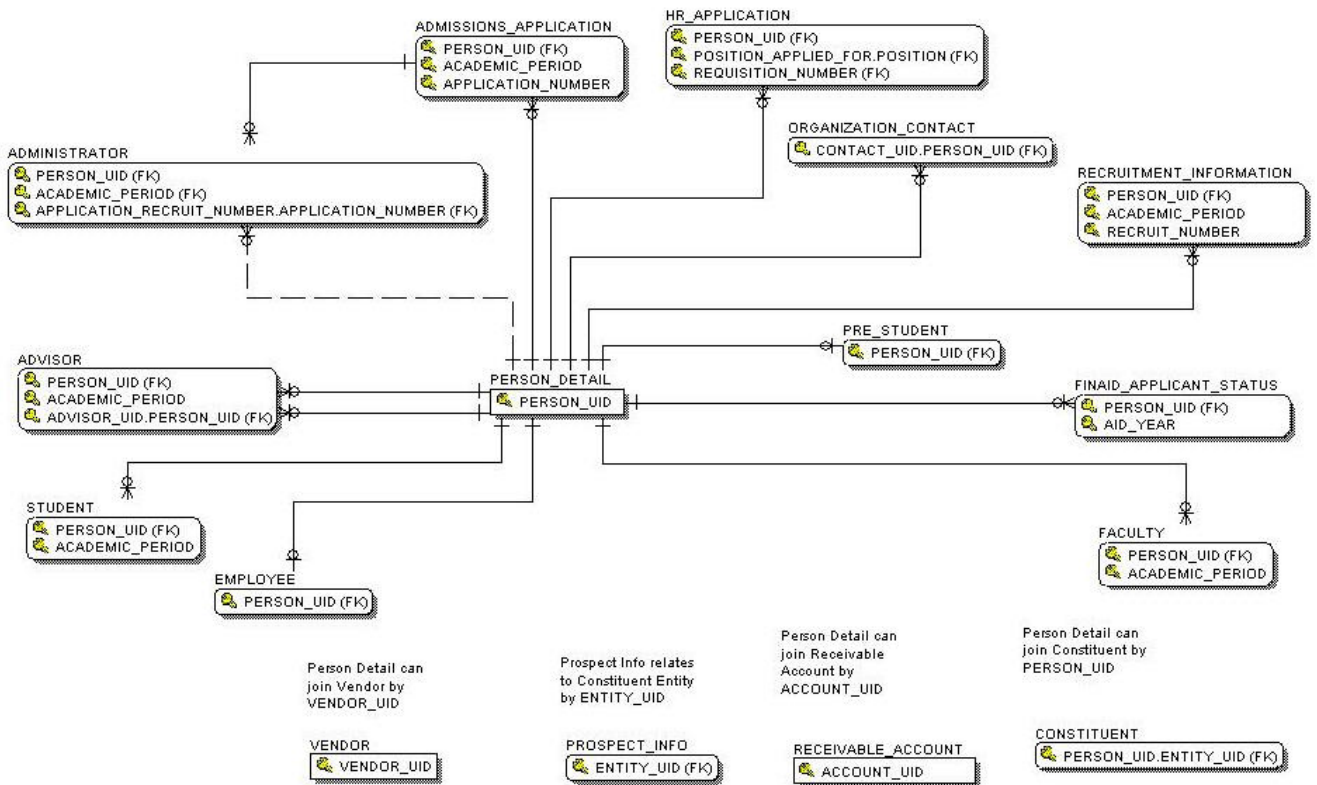 ADMISSIONS_APPLICATION
PERSON_UID (FK)
ACADEMIC_PERIOD
APPLICATION_NUMBER
HR_APPLICATION
PERSON_UID (FK)
POSITION_APPLIED_FOR.POSITION (FK)
REQUISITION_NUMBER (FK)
ORGANIZATION_CONTACT
CONTACT_UID.PERSON_UID (FK)
ADMINISTRATOR
PERSON_UID (FK)
ACADEMIC_PERIOD (FK)
APPLICATION_RECRUIT_NUMBER.APPLICATION_NUMBER (FK)
RECRUITMENT_INFORMATION
PERSON_UID (FK)
ACADEMIC_PERIOD
RECRUIT_NUMBER
PRE_STUDENT
PERSON_UID (FK)
ADVISOR
PERSON_UID (FK)
ACADEMIC_PERIOD
ADVISOR_UID.PERSON_UID (FK)
PERSON_DETAIL
PERSON_UID
FINAID_APPLICANT_STATUS
PERSON_UID (FK)
AID_YEAR
STUDENT
PERSON_UID (FK)
ACADEMIC_PERIOD
EMPLOYEE
PERSON_UID (FK)
FACULTY
PERSON_UID (FK)
ACADEMIC_PERIOD
Person Detail can
join Vendor by
VENDOR_UID
Prospect Info relates
to Constituent Entity
by ENTITY_UID
Person Detail can
join Receivable
Account by
ACCOUNT_UID
Person Detail can
join Constituent by
PERSON_UID
VENDOR
VENDOR_UID
PROSPECT_INFO
ENTITY_UID (FK)
RECEIVABLE_ACCOUNT
ACCOUNT_UID
CONSTITUENT
PERSON_UID.ENTITY_UID (FK)